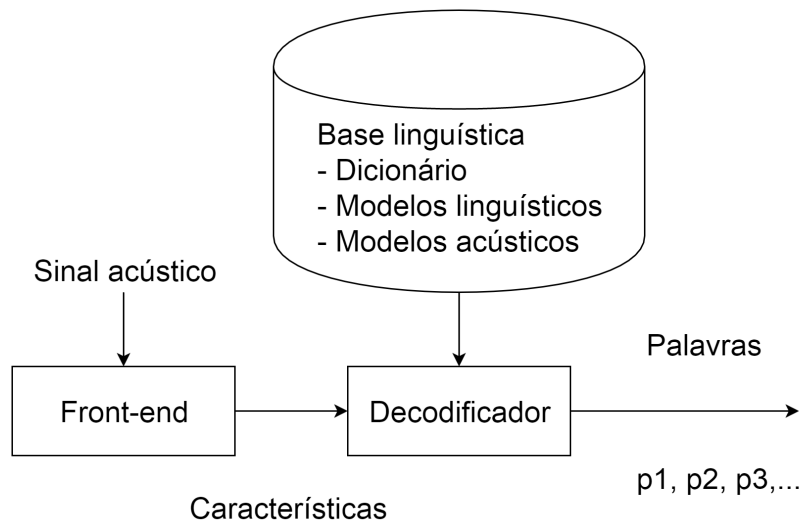 Base linguística
- Dicionário
- Modelos linguísticos
- Modelos acústicos
Sinal acústico
Palavras
Front-end
Decodificador
p1, p2, p3,...
Características